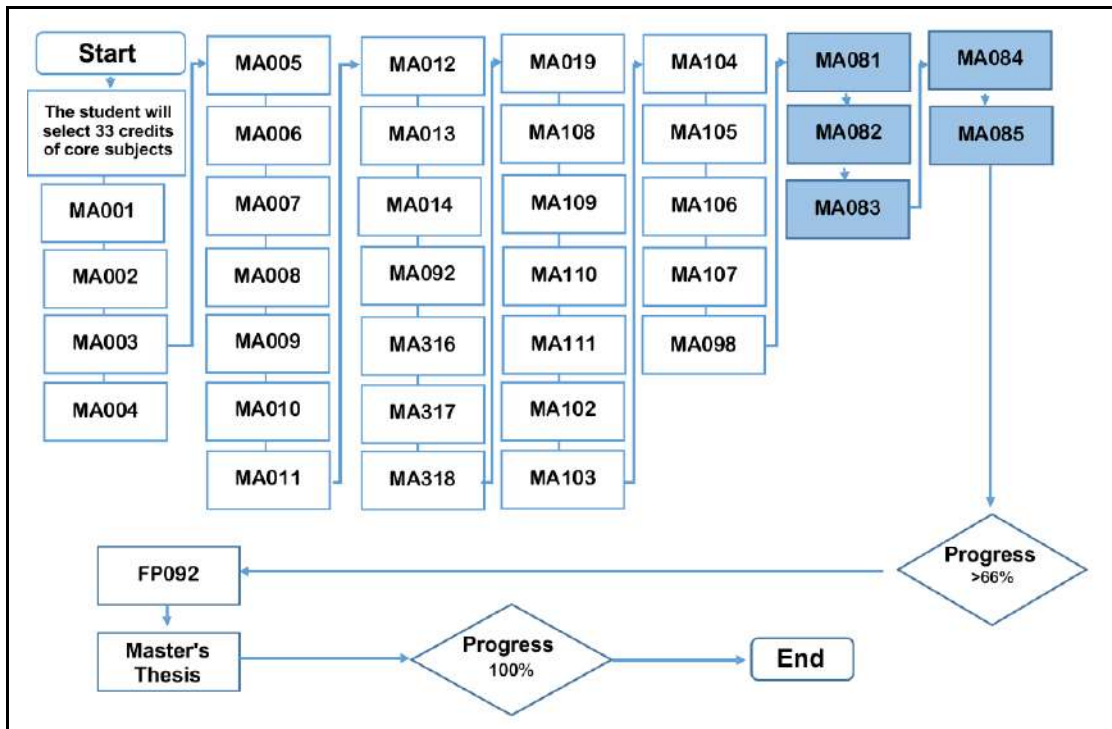 Start
The student will
select 33 credits
of core subjects
MA001
MA002
MA003
MA004
MA005
MA006
MA007
MA008
MA009
MA010
MA011
MA012
MA013
MA014
MA092
MA316
MA317
MA318
MA019
MA108
MA109
MA110
MA111
MA102
MA103
MA104
MA105
MA106
MA107
MA098
MA081
MA082
MA083
MA084
MA085
Progress
>66%
FP092
Master's
Thesis
Progress
100%
End